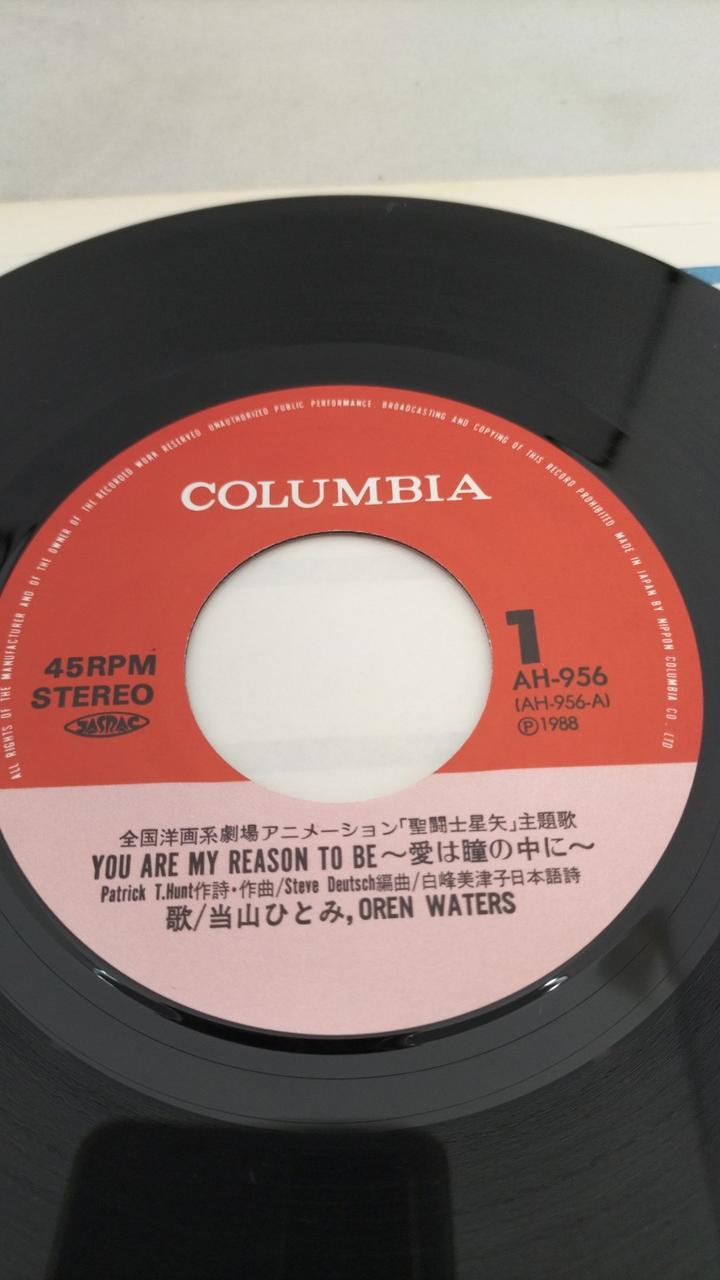 ALL RIGHTS OF THE MANUFACTURER AND OF THE OWNER OF THE RECORDED WORK RESERVED. UNAUTHORIZED PUBLIC PERFORMANCE. BROADCASTING AND COPYING OF THIS RECORD PROHIBITED. MADE IN JAPAN BY NIPPON COLUMBIA CO., LTD
COLUMBIA
45RPM
STEREO
JASRAC
1
AH-956
(AH-956-A)
Ⓟ1988
全国洋画系劇場アニメーション「聖闘士星矢」主題歌
YOU ARE MY REASON TO BE～愛は瞳の中に～
Patrick T.Hunt作詩・作曲/Steve Deutsch編曲/白峰美津子日本語詩
歌/当山ひとみ, OREN WATERS